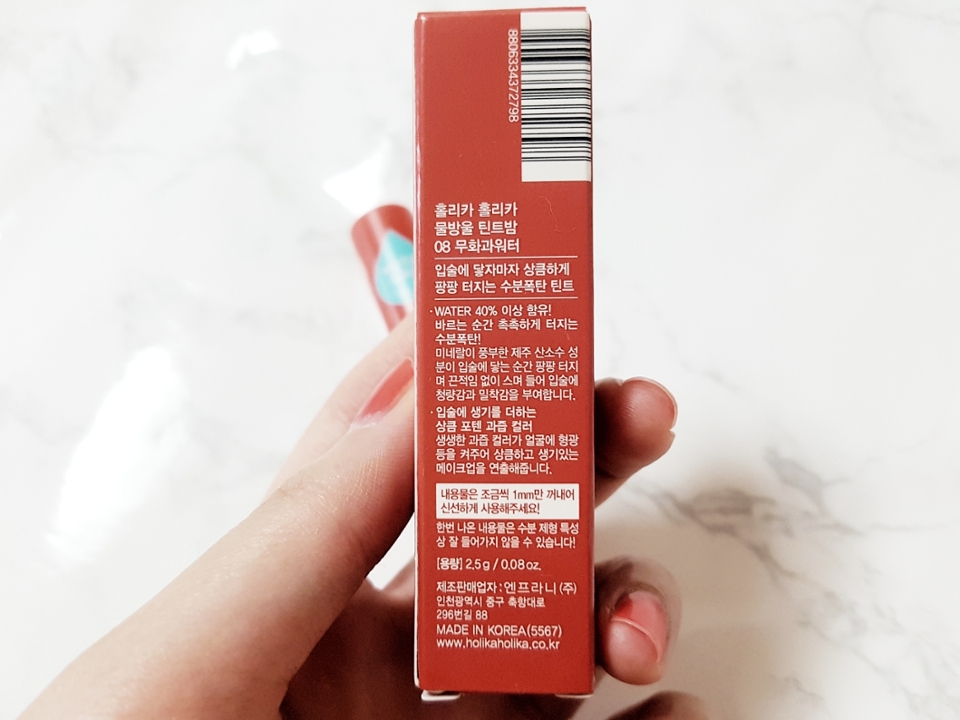 8806334372798
홀리카 홀리카
물방울 틴트밤
08 무화과워터
입술에 닿자마자 상큼하게
팡팡 터지는 수분폭탄 틴트
·WATER 40% 이상 함유!
바르는 순간 촉촉하게 터지는
수분폭탄!
미네랄이 풍부한 제주 산소수 성
분이 입술에 닿는 순간 팡팡 터지
며 끈적임 없이 스며 들어 입술에
청량감과 밀착감을 부여합니다.
·입술에 생기를 더하는
상큼 포텐 과즙 컬러
생생한 과즙 컬러가 얼굴에 형광
등을 켜주어 상큼하고 생기있는
메이크업을 연출해줍니다.
내용물은 조금씩 1mm만 꺼내어
신선하게 사용해주세요!
한번 나온 내용물은 수분 제형 특성
상 잘 들어가지 않을 수 있습니다!
[용량] 2.5g / 0.08oz.
제조판매업자 : 엔프라니(주)
인천광역시 중구 축항대로
296번길 88
MADE IN KOREA(5567)
www.holikaholika.co.kr